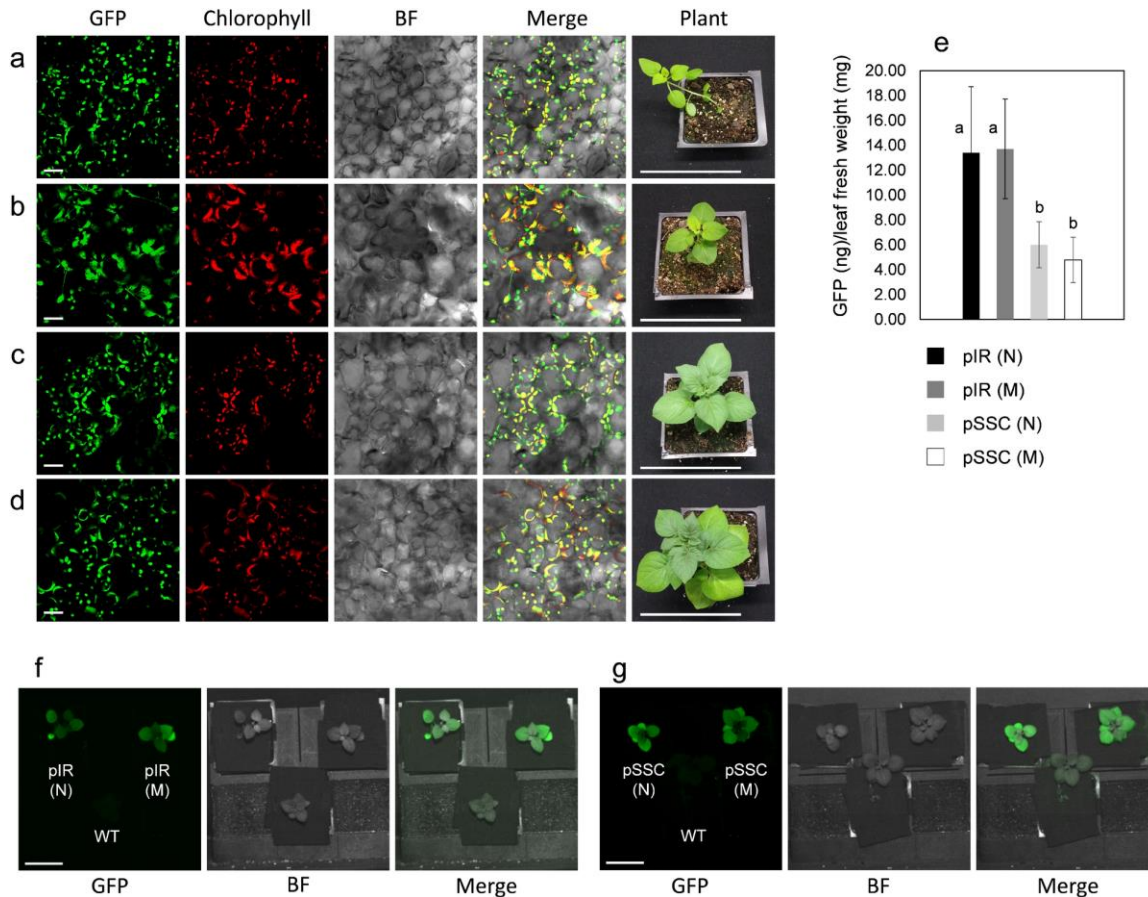 GFP Chlorophyll BF Merge Plant
a
b
c
d
e
GFP (ng)/leaf fresh weight (mg)
20.00
18.00
16.00
14.00
12.00
10.00
8.00
6.00
4.00
2.00
0.00
a a b b
pIR (N)
pIR (M)
pSSC (N)
pSSC (M)
f
pIR (N)
pIR (M)
WT
GFP BF Merge
g
pSSC (N)
pSSC (M)
WT
GFP BF Merge